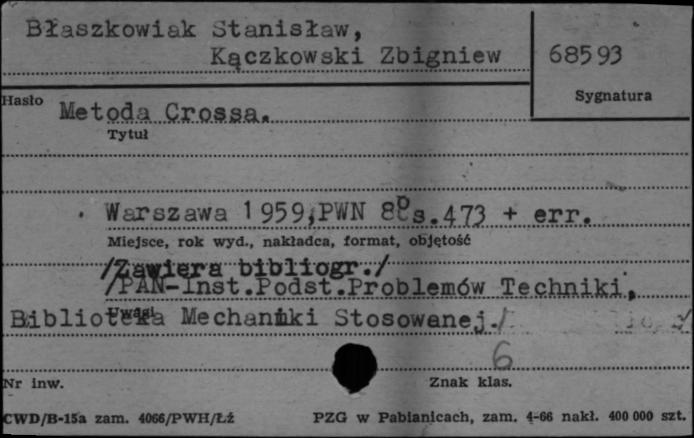 Błaszkowiak Stanisław,
Kączkowski Zbigniew
68593
Hasło
Sygnatura
Metoda Crossa.
Tytuł
Warszawa 1959,PWN 8° s.473 + err.
Miejsce, rok wyd., nakładca, format, objętość
/Zawiera bibliogr./
/PAN-Inst.Podst.Problemów Techniki,
Uwagi
Biblioteka Mechaniki Stosowanej./
6
Nr inw.
Znak klas.
CWD/B-15a zam. 4066/PWH/Łź
PZG w Pabianicach, zam. 4-66 nakł. 400 000 szt.